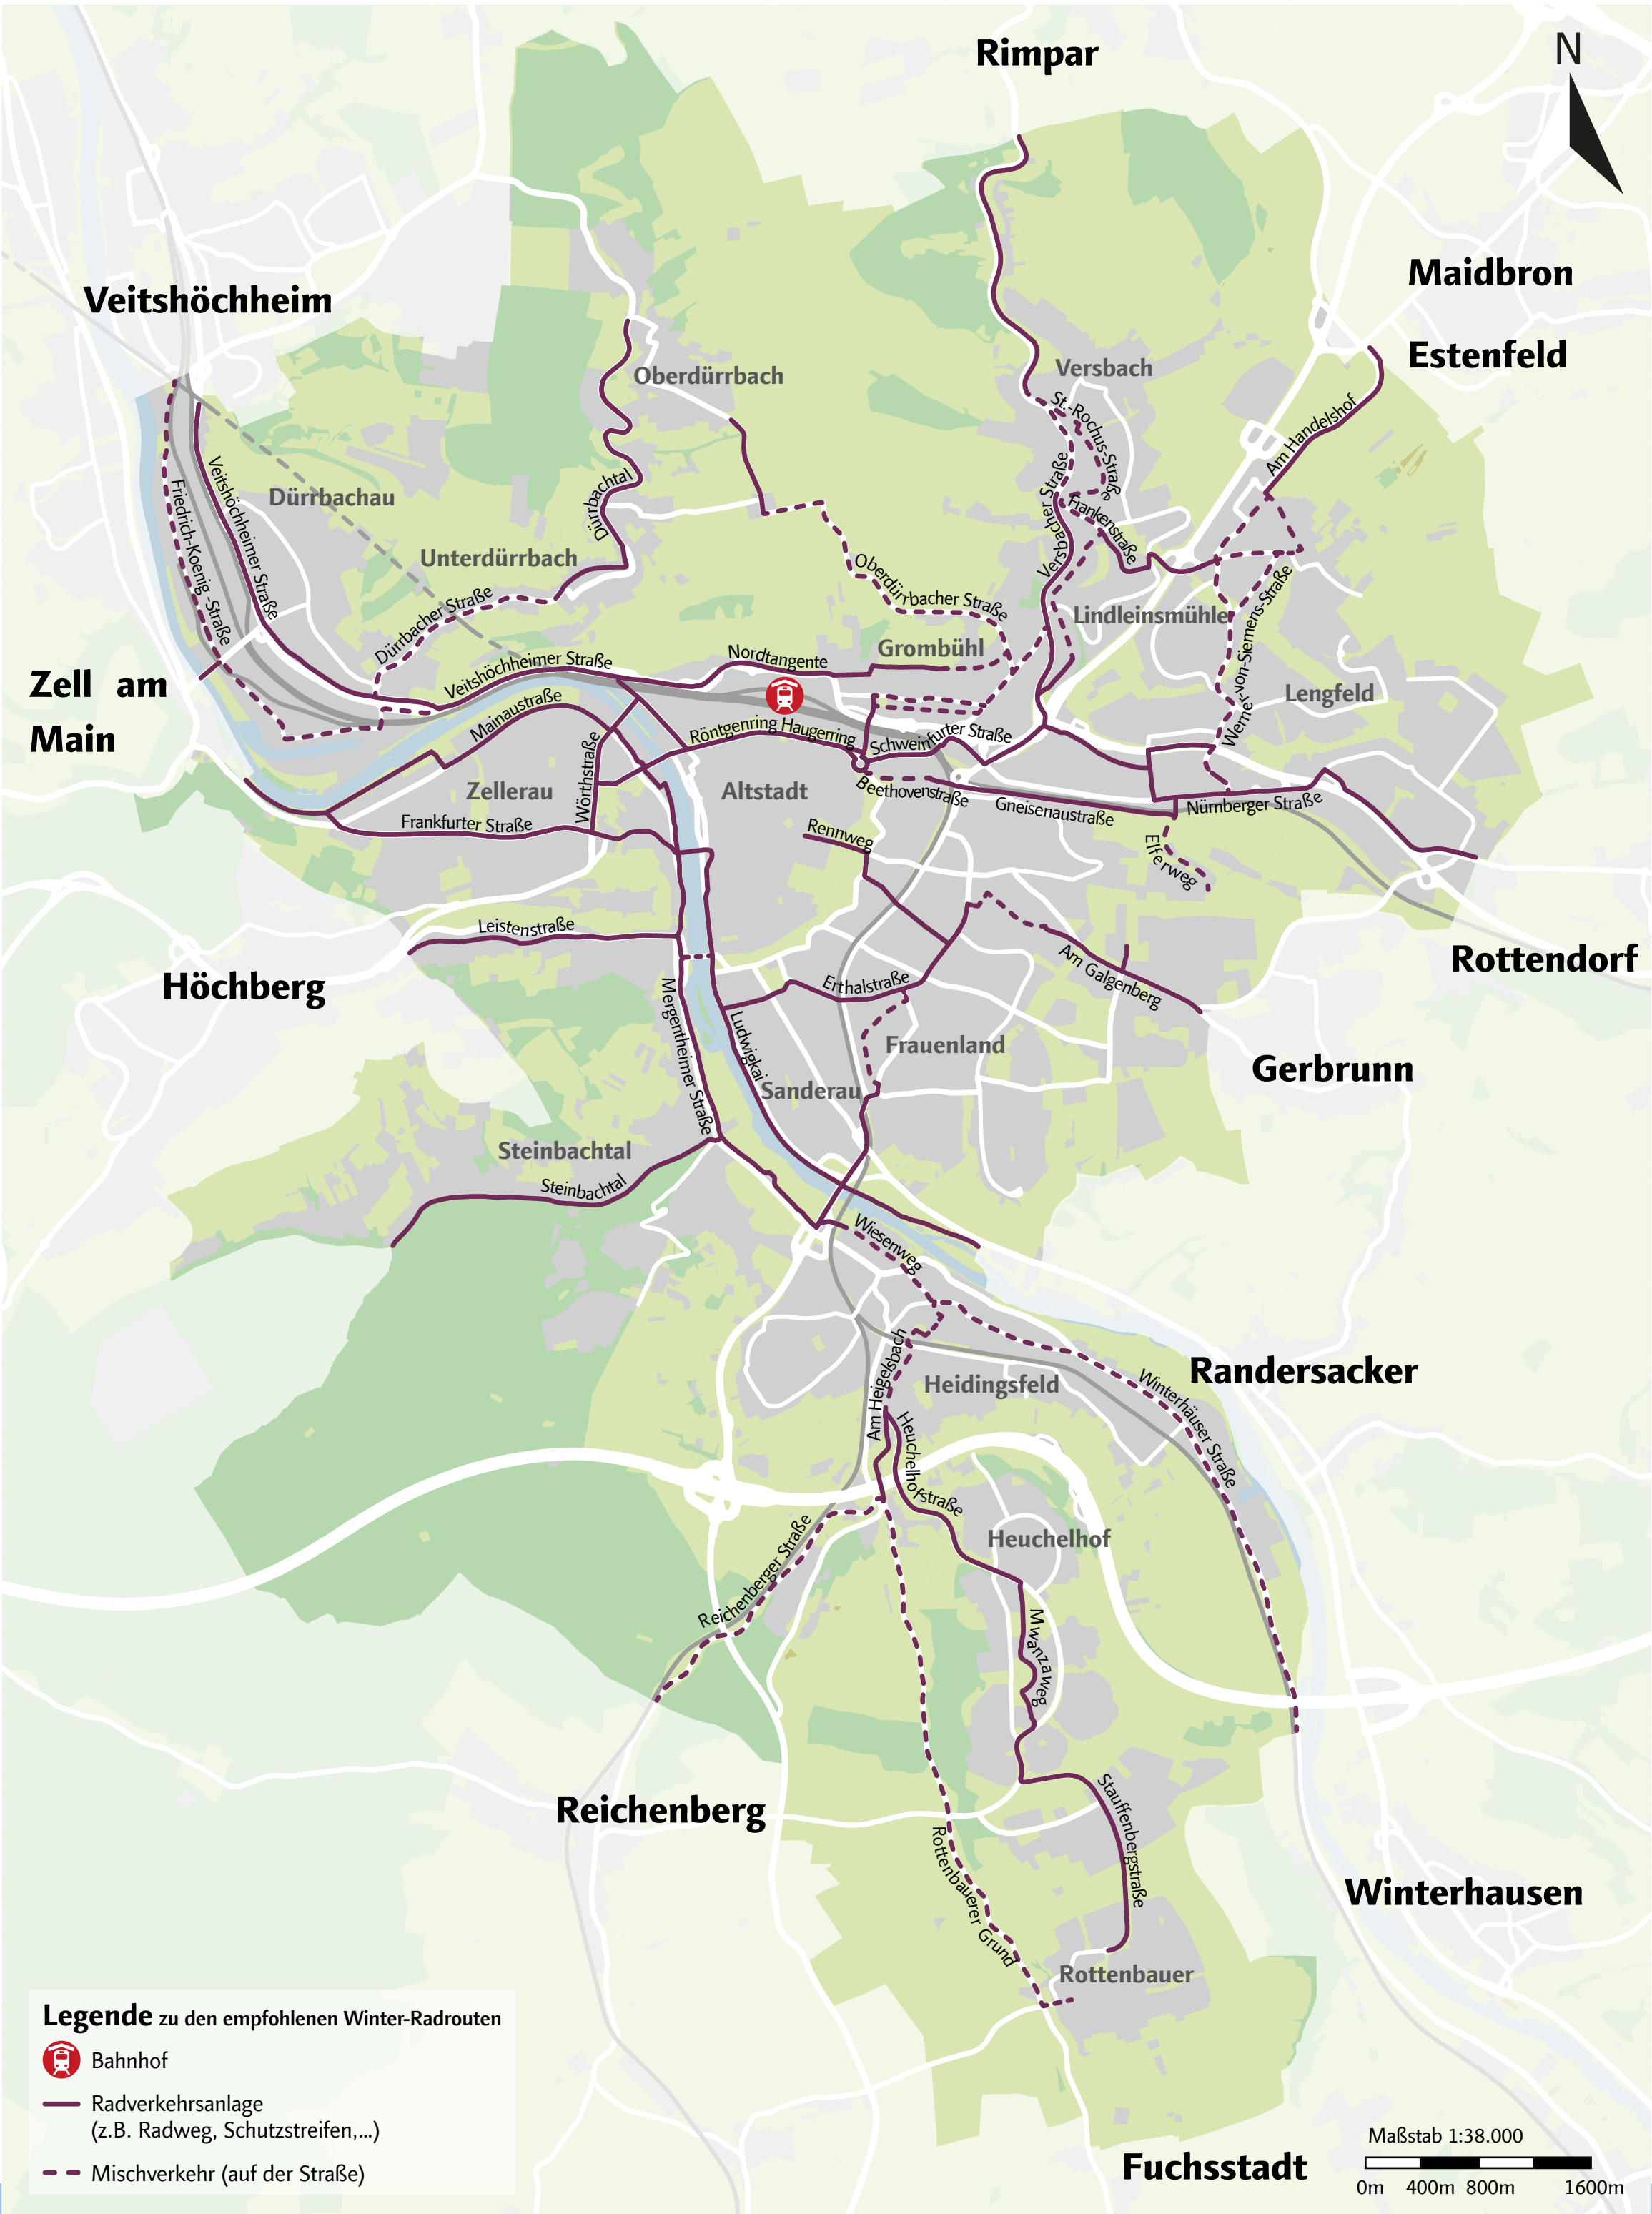 Rimpar
N
Maidbron
Veitshöchheim
Estenfeld
Versbach
Oberdürrbach
St.-Rochus-Straße
Am Handelshof
Veitshöchheimer Straße
Dürrbachau
Dürrbachtal
Friedrich-Koenig-Straße
Versbacher Straße
Frankenstraße
Unterdürrbach
Oberdürrbacher Straße
Dürrbacher Straße
Werner-von-Siemens-Straße
Lindleinsmühle
Grombühl
Nordtangente
Veitshöchheimer Straße
Zell am
Main
Lengfeld
Mainaustraße
Röntgenring Haugerring
Schweinfurter Straße
Wörthstraße
Zellerau
Altstadt
Beethovenstraße
Gneisenaustraße
Nürnberger Straße
Frankfurter Straße
Rennweg
Elferweg
Leistenstraße
Höchberg
Rottendorf
Am Galgenberg
Erthalstraße
Mergentheimer Straße
Ludwigkai
Frauenland
Gerbrunn
Sanderau
Steinbachtal
Steinbachtal
Wiesenweg
Am Heigelsbach
Randersacker
Heidingsfeld
Winterhäuser Straße
Heuchelhofstraße
Heuchelhof
Reichenberger Straße
Mwanzaweg
Reichenberg
Stauffenbergstraße
Rottenbauerer Grund
Winterhausen
Rottenbauer
Legende zu den empfohlenen Winter-Radrouten
Bahnhof
Radverkehrsanlage
(z.B. Radweg, Schutzstreifen,...)
Mischverkehr (auf der Straße)
Fuchsstadt
Maßstab 1:38.000
0m 400m 800m 1600m